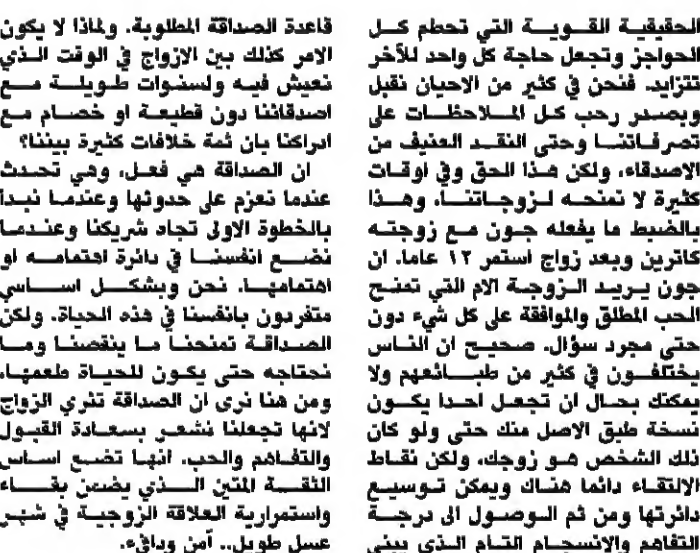 الحقيقية القوية التي تحطم كل
الحواجز وتجعل حاجة كل واحد للآخر
تتزايد. فنحن في كثير من الاحيان نقبل
وبصدر رحب كل الملاحظات على
تصرفاتنا وحتى النقد العنيف من
الاصدقاء، ولكن هذا الحق وفي اوقات
كثيرة لا نمنحه لزوجاتنا، وهذا
بالضبط ما يفعله جون مع زوجته
كاترين وبعد زواج استمر ١٢ عاما. ان
جون يريد الزوجة الام التي تمنح
الحب المطلق والموافقة على كل شيء دون
حتى مجرد سؤال. صحيح ان الناس
يختلفون في كثير من طبائعهم ولا
يمكنك بحال ان تجعل احدا يكون
نسخة طبق الاصل منك حتى ولو كان
ذلك الشخص هو زوجك، ولكن نقاط
الالتقاء دائما هناك ويمكن توسيع
دائرتها ومن ثم الوصول الى درجة
التفاهم والانسجام التام الذي يبني
قاعدة الصداقة المطلوبة. ولماذا لا يكون
الامر كذلك بين الازواج في الوقت الذي
نعيش فيه ولسنوات طويلة مع
اصدقائنا دون قطيعة او خصام مع
ادراكنا بان ثمة خلافات كثيرة بيننا؟
ان الصداقة هي فعل، وهي تحدث
عندما نعزم على حدوثها وعندما نبدأ
بالخطوة الاولى تجاه شريكنا وعندما
نضع انفسنا في دائرة اهتمامه او
اهتمامها. نحن وبشكل اساسي
متفردون بانفسنا في هذه الحياة. ولكن
الصداقة تمنحنا ما ينقصنا وما
نحتاجه حتى يكون للحياة طعمها،
ومن هنا نرى ان الصداقة تثري الزواج
لانها تجعلنا نشعر بسعادة القبول
والتفاهم والحب. انها تضع اساس
الثقة المتين الذي يضمن بقاء
واستمرارية العلاقة الزوجية في شهر
عسل طويل.. آمن ودافىء.